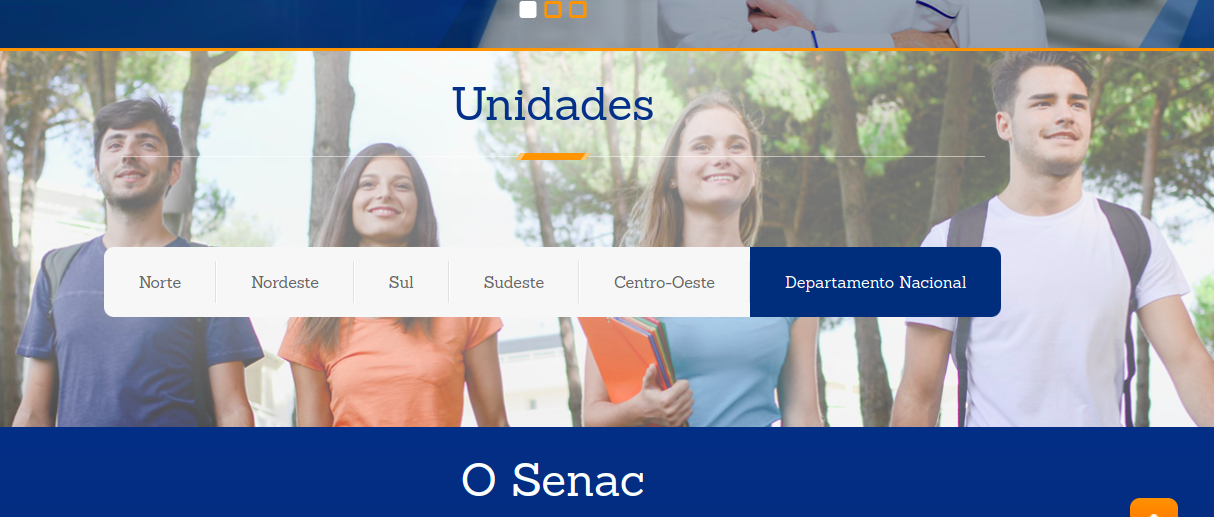 Unidades
Norte Nordeste Sul Sudeste Centro-Oeste Departamento Nacional
O Senac